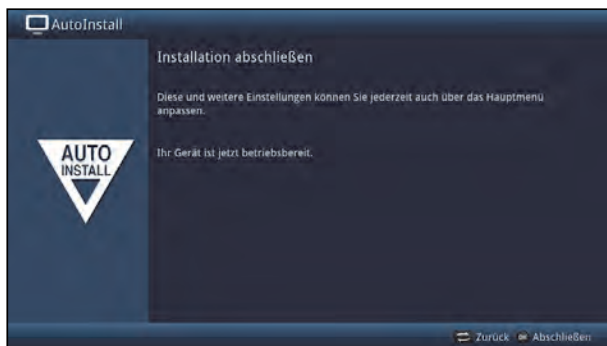 AutoInstall
Installation abschließen
Diese und weitere Einstellungen können Sie jederzeit auch über das Hauptmenü
anpassen.
AUTO
INSTALL
Ihr Gerät ist jetzt betriebsbereit.
Zurück OK Abschließen